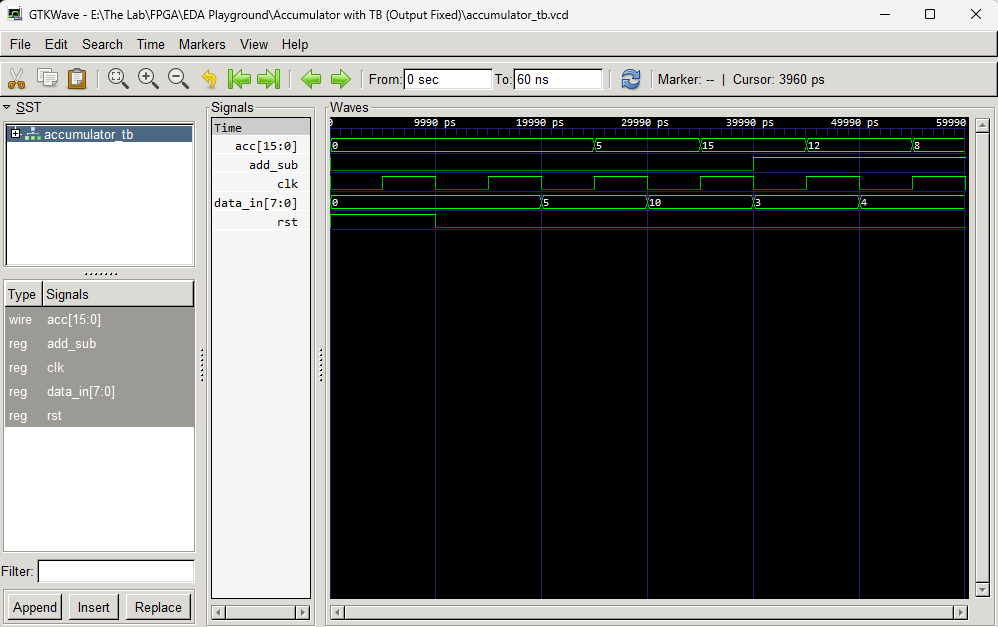 GTKWave - E:\The Lab\FPGA\EDA Playground\Accumulator with TB (Output Fixed)\accumulator_tb.vcd
File Edit Search Time Markers View Help
From: 0 sec To: 60 ns Marker: -- | Cursor: 3960 ps
SST
accumulator_tb
Type Signals
wire acc[15:0]
reg add_sub
reg clk
reg data_in[7:0]
reg rst
Filter:
Append Insert Replace
Signals
Time
acc[15:0]
add_sub
clk
data_in[7:0]
rst
Waves
0 9990 ps 19990 ps 29990 ps 39990 ps 49990 ps 59990
0 5 15 12 8
0 5 10 3 4